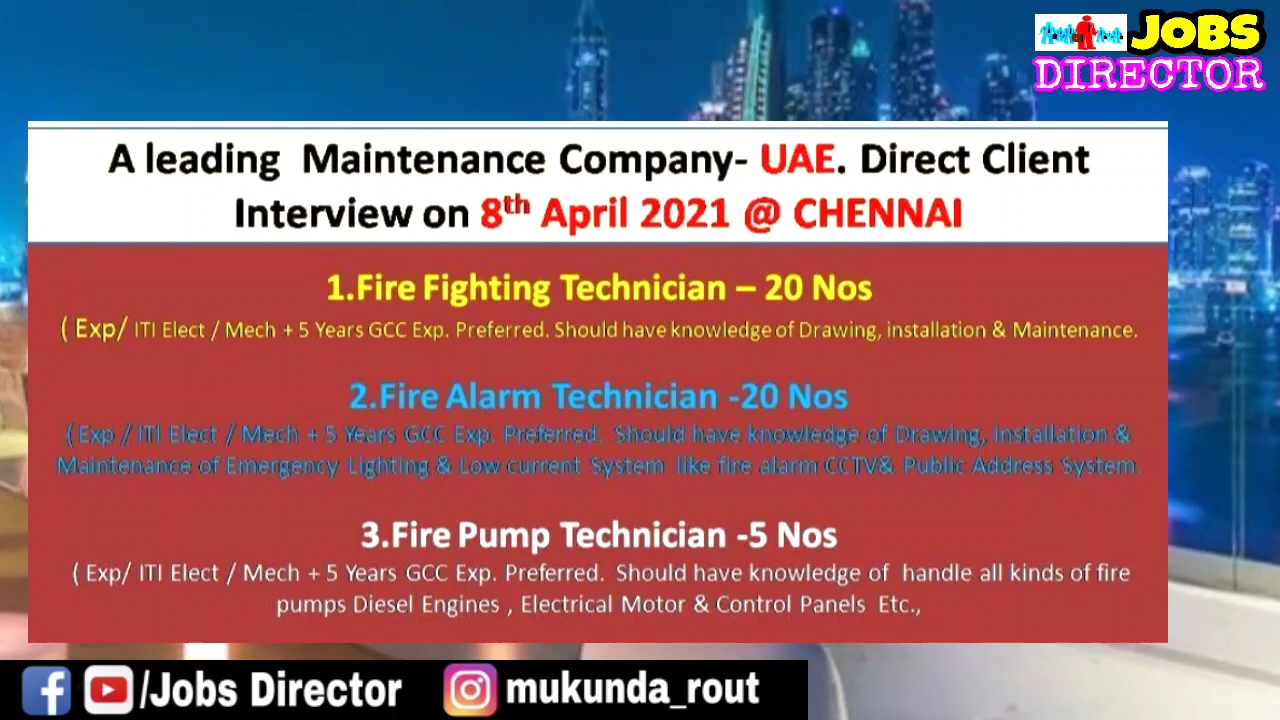 JOBS
DIRECTOR
A leading Maintenance Company- UAE. Direct Client
Interview on 8th April 2021 @ CHENNAI
1.Fire Fighting Technician – 20 Nos
( Exp/ ITI Elect / Mech + 5 Years GCC Exp. Preferred. Should have knowledge of Drawing, installation & Maintenance.
2.Fire Alarm Technician -20 Nos
(Exp / ITI Elect / Mech + 5 Years GCC Exp. Preferred. Should have knowledge of Drawing, Installation &
Maintenance of Emergency Lighting & Low current System like fire alarm CCTV& Public Address System.
3.Fire Pump Technician -5 Nos
( Exp/ ITI Elect / Mech + 5 Years GCC Exp. Preferred. Should have knowledge of handle all kinds of fire
pumps Diesel Engines , Electrical Motor & Control Panels Etc.,
/Jobs Director mukunda_rout